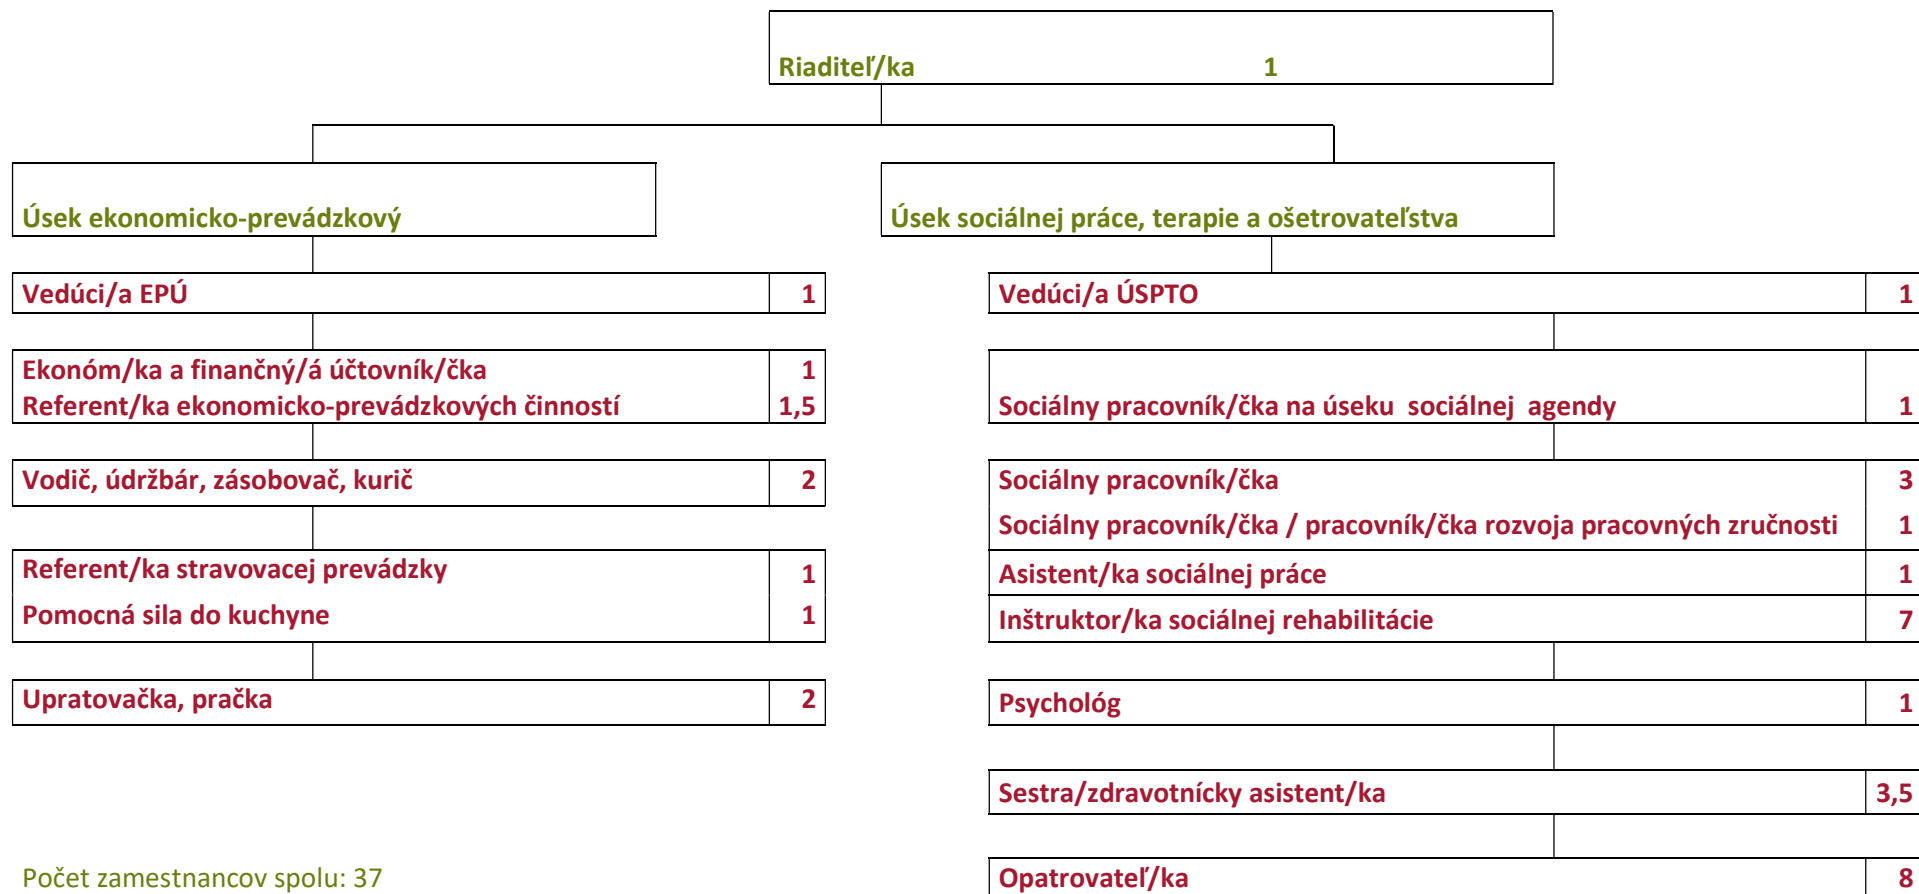 Riaditeľ/ka 1
Úsek ekonomicko-prevádzkový
Vedúci/a EPÚ 1
Ekonóm/ka a finančný/á účtovník/čka 1
Referent/ka ekonomicko-prevádzkových činností 1,5
Vodič, údržbár, zásobovač, kurič 2
Referent/ka stravovacej prevádzky 1
Pomocná sila do kuchyne 1
Upratovačka, pračka 2
Úsek sociálnej práce, terapie a ošetrovateľstva
Vedúci/a ÚSPTO 1
Sociálny pracovník/čka na úseku sociálnej agendy 1
Sociálny pracovník/čka 3
Sociálny pracovník/čka / pracovník/čka rozvoja pracovných zručnosti 1
Asistent/ka sociálnej práce 1
Inštruktor/ka sociálnej rehabilitácie 7
Psychológ 1
Sestra/zdravotnícky asistent/ka 3,5
Opatrovateľ/ka 8
Počet zamestnancov spolu: 37